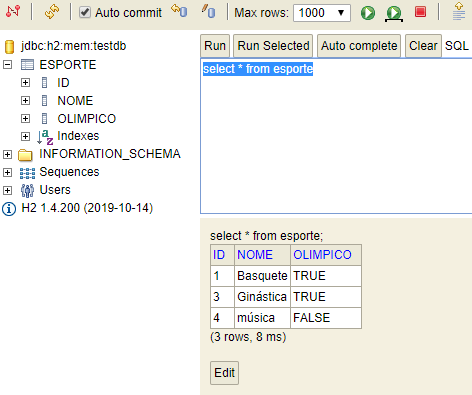 Auto commit Max rows: 1000
jdbc:h2:mem:testdb
ESPORTE
ID
NOME
OLIMPICO
Indexes
INFORMATION_SCHEMA
Sequences
Users
H2 1.4.200 (2019-10-14)
Run Run Selected Auto complete Clear SQL
select * from esporte
select * from esporte;
ID NOME OLIMPICO
1 Basquete TRUE
3 Ginástica TRUE
4 música FALSE
(3 rows, 8 ms)
Edit